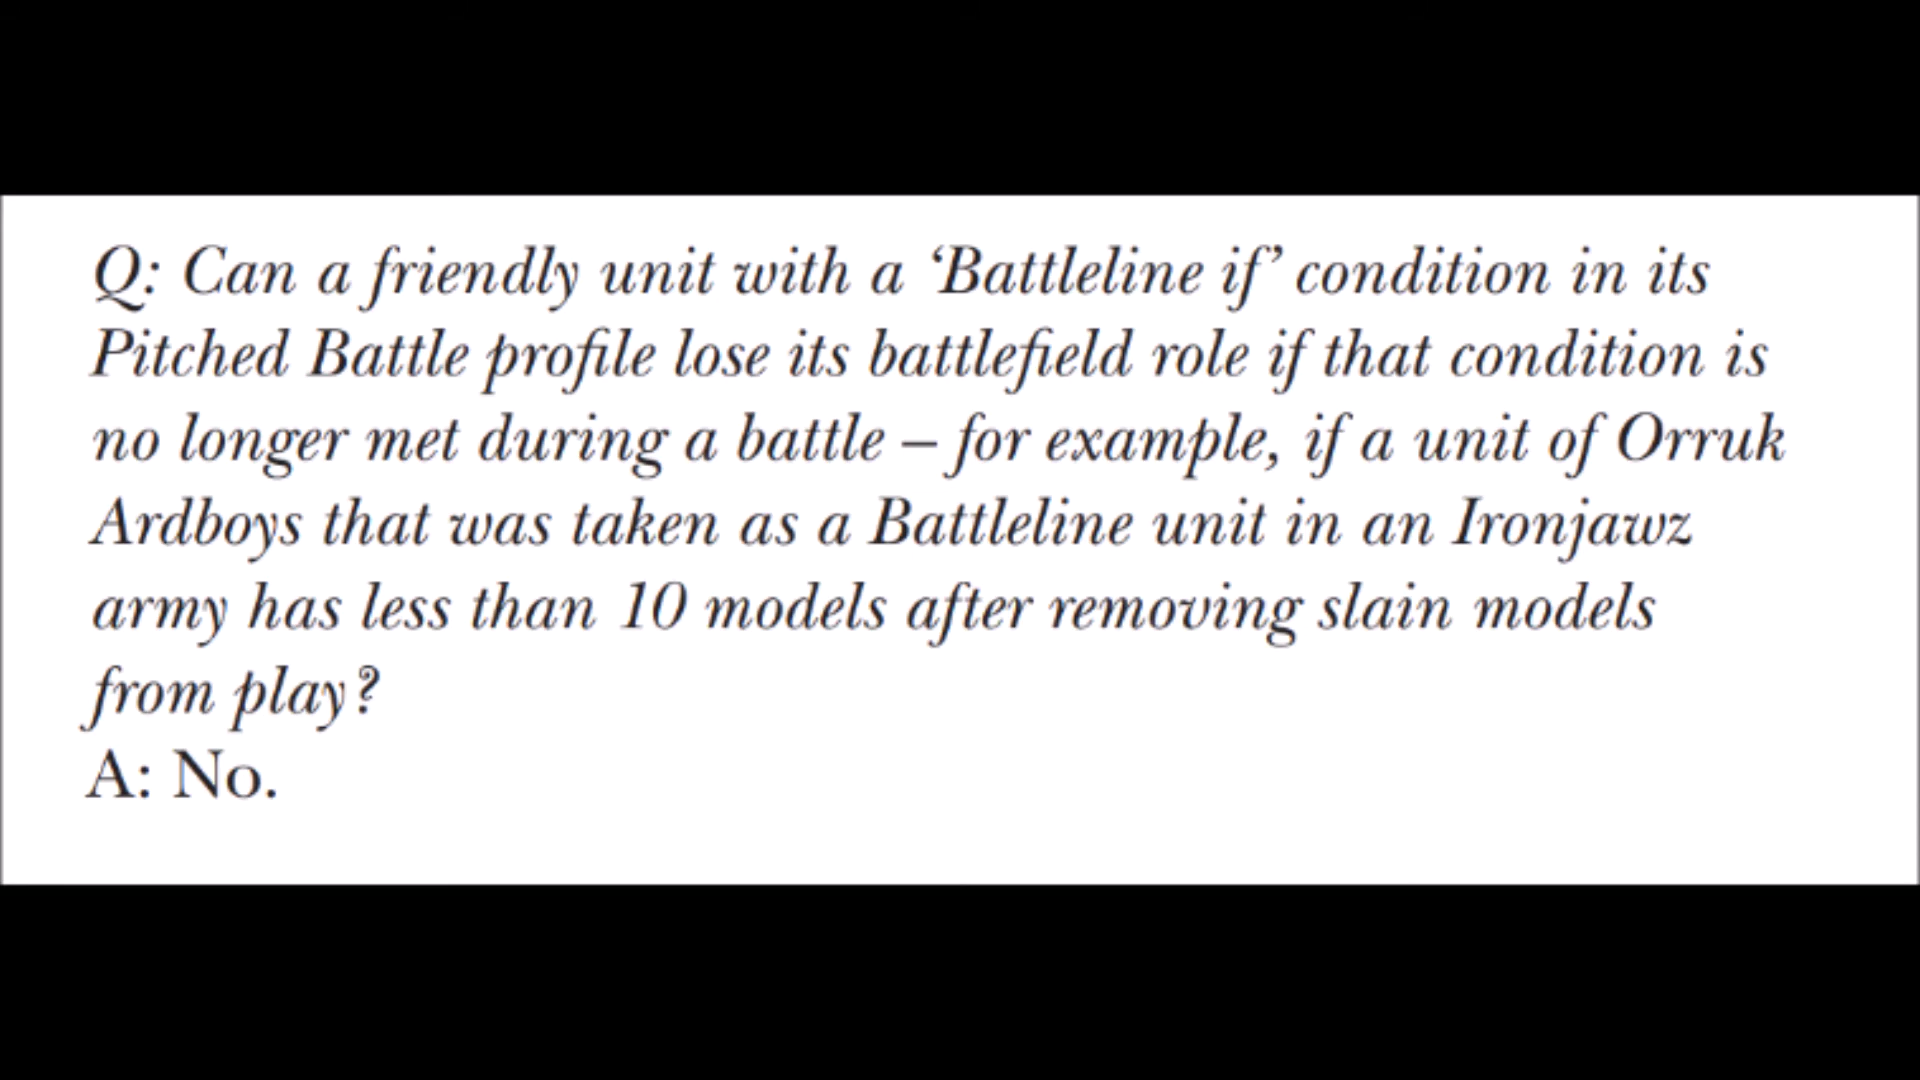 Q: Can a friendly unit with a ‘Battleline if’ condition in its
Pitched Battle profile lose its battlefield role if that condition is
no longer met during a battle – for example, if a unit of Orruk
Ardboys that was taken as a Battleline unit in an Ironjawz
army has less than 10 models after removing slain models
from play?
A: No.